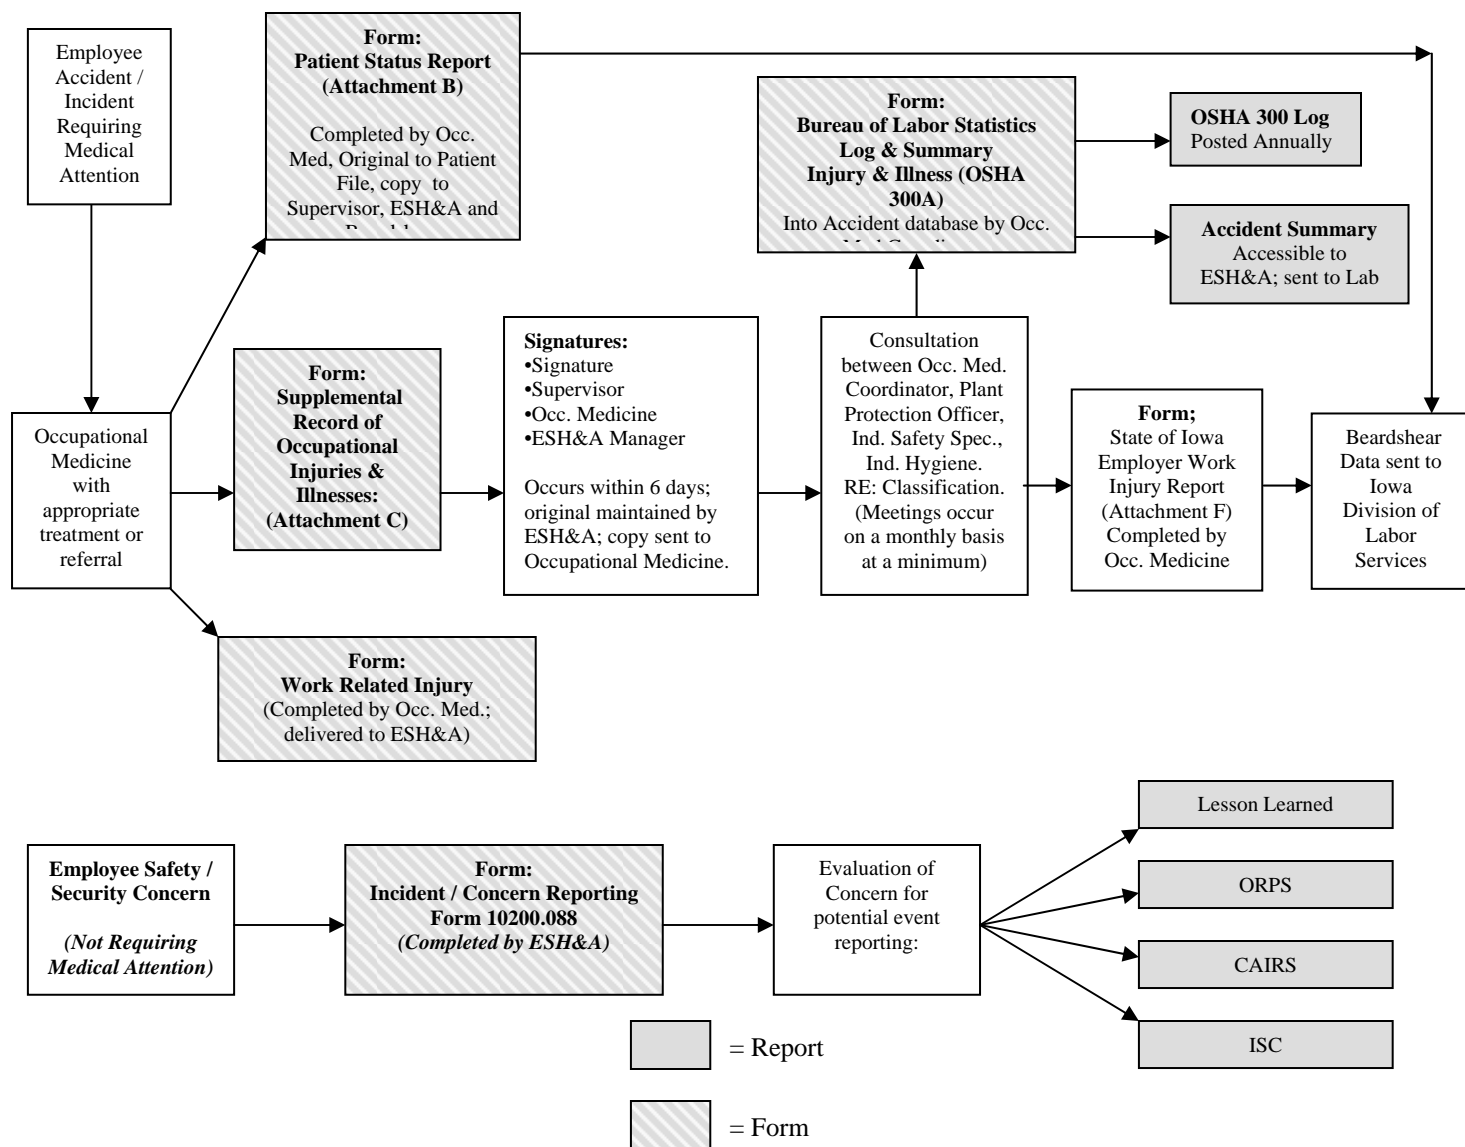 Employee
Accident /
Incident
Requiring
Medical
Attention
Form:
Patient Status Report
(Attachment B)
Completed by Occ.
Med, Original to Patient
File, copy to
Supervisor, ESH&A and
Form:
Bureau of Labor Statistics
Log & Summary
Injury & Illness (OSHA
300A)
Into Accident database by Occ.
OSHA 300 Log
Posted Annually
Accident Summary
Accessible to
ESH&A; sent to Lab
Occupational
Medicine
with
appropriate
treatment or
referral
Form:
Supplemental
Record of
Occupational
Injuries &
Illnesses:
(Attachment C)
Signatures:
•Signature
•Supervisor
•Occ. Medicine
•ESH&A Manager
Occurs within 6 days;
original maintained by
ESH&A; copy sent to
Occupational Medicine.
Consultation
between Occ. Med.
Coordinator, Plant
Protection Officer,
Ind. Safety Spec.,
Ind. Hygiene.
RE: Classification.
(Meetings occur
on a monthly basis
at a minimum)
Form;
State of Iowa
Employer Work
Injury Report
(Attachment F)
Completed by
Occ. Medicine
Beardshear
Data sent to
Iowa
Division of
Labor
Services
Form:
Work Related Injury
(Completed by Occ. Med.;
delivered to ESH&A)
Employee Safety /
Security Concern
(Not Requiring
Medical Attention)
Form:
Incident / Concern Reporting
Form 10200.088
(Completed by ESH&A)
Evaluation of
Concern for
potential event
reporting:
Lesson Learned
ORPS
CAIRS
ISC
= Report
= Form